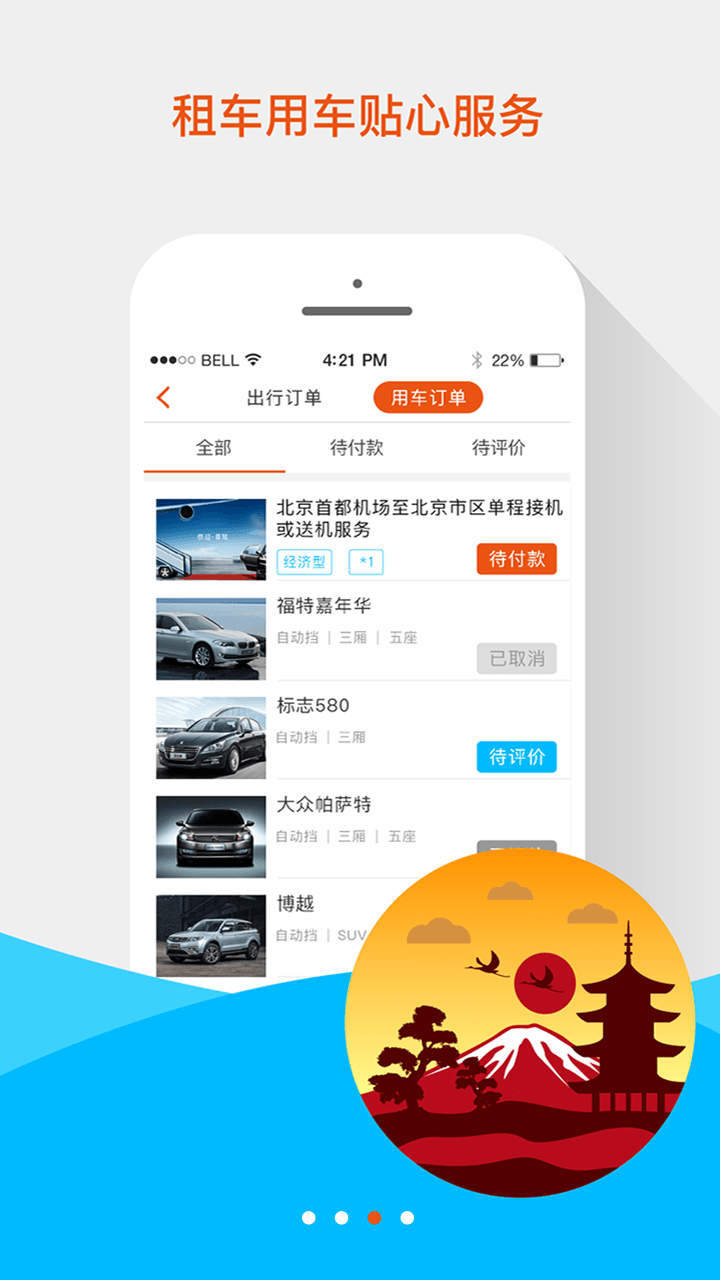 租车用车贴心服务
BELL 4:21 PM 22%
出行订单 用车订单
全部 待付款 待评价
北京首都机场至北京市区单程接机
或送机服务
经济型 *1 待付款
福特嘉年华
自动挡 | 三厢 | 五座
已取消
标志580
自动挡 | 三厢
待评价
大众帕萨特
自动挡 | 三厢 | 五座
博越
自动挡 | SUV